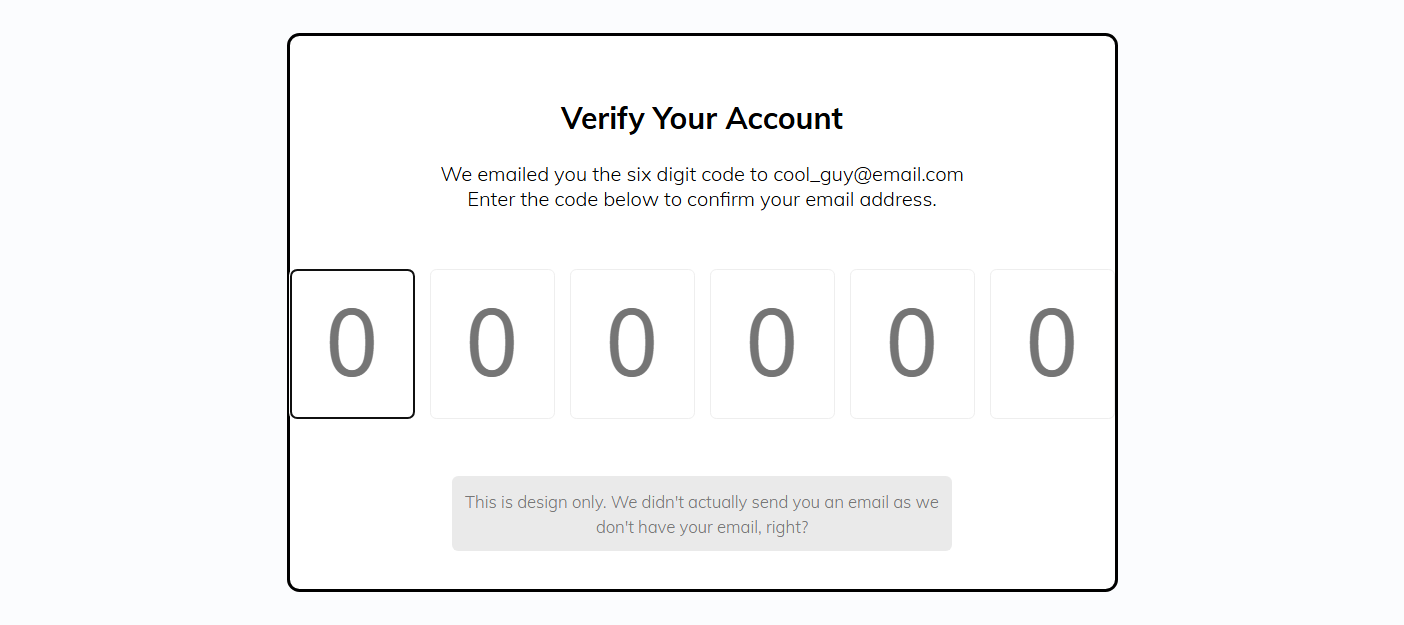 Verify Your Account
We emailed you the six digit code to cool_guy@email.com
Enter the code below to confirm your email address.
0 0 0 0 0 0
This is design only. We didn't actually send you an email as we
don't have your email, right?